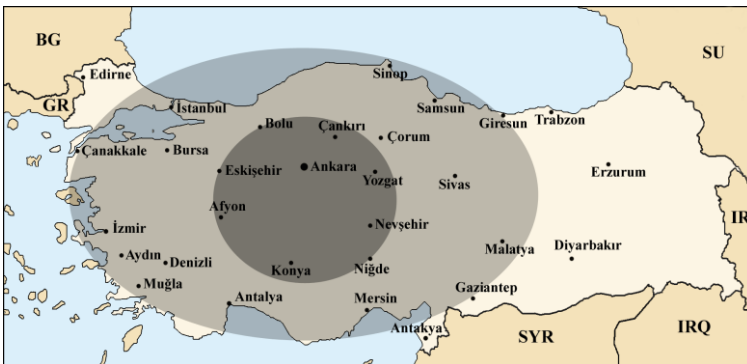 BG
SU
Edirne
Sinop
GR
İstanbul
Samsun
Giresun
Trabzon
Bolu
Çankırı
Çorum
Çanakkale
Bursa
Ankara
Eskişehir
Yozgat
Sivas
Erzurum
IR
Afyon
İzmir
Nevşehir
Malatya
Diyarbakır
Aydın
Denizli
Konya
Niğde
Muğla
Gaziantep
Antalya
Mersin
Antakya
SYR
IRQ